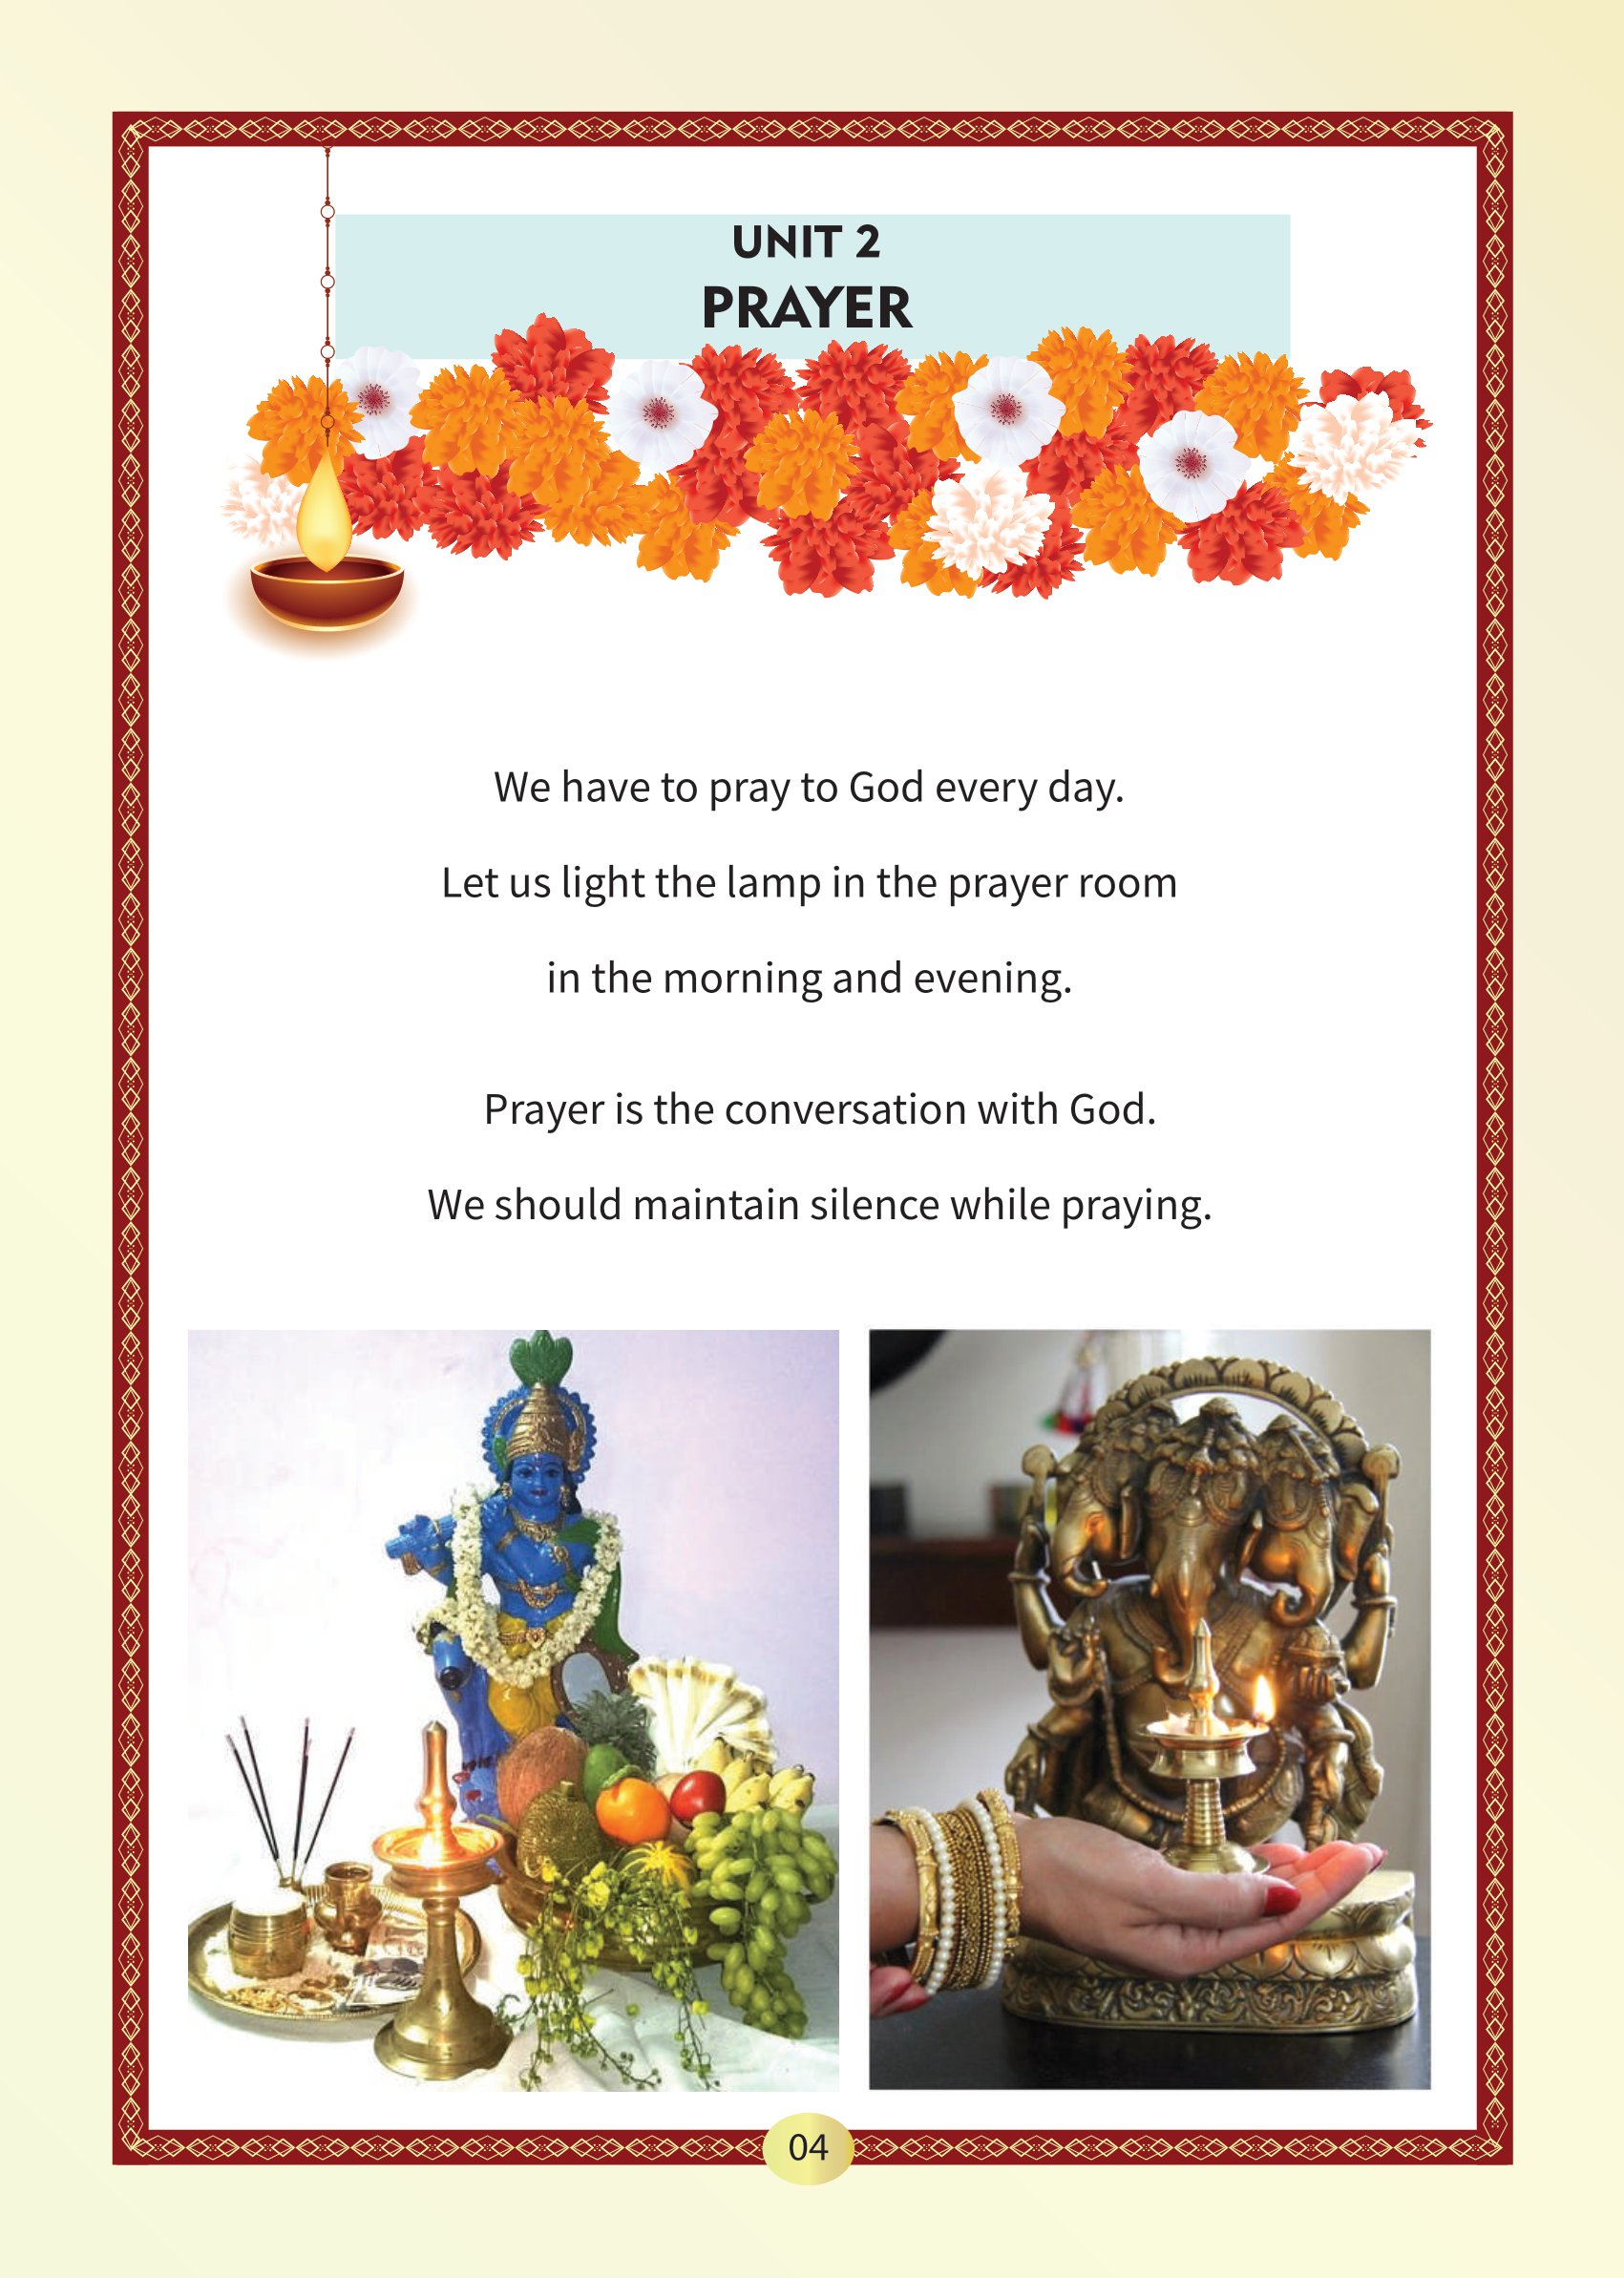 UNIT 2
PRAYER
We have to pray to God every day.
Let us light the lamp in the prayer room
in the morning and evening.
Prayer is the conversation with God.
We should maintain silence while praying.
04